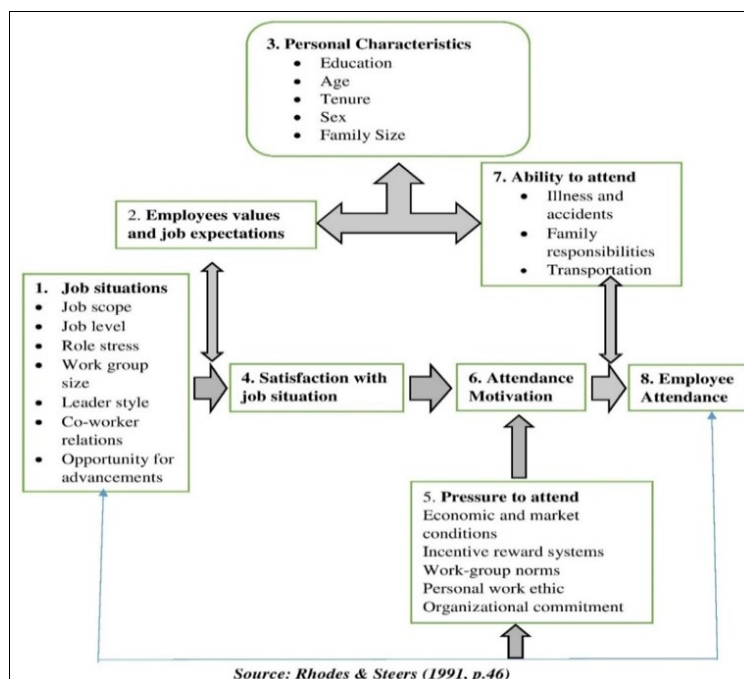 3. Personal Characteristics
• Education
• Age
• Tenure
• Sex
• Family Size
7. Ability to attend
• Illness and
accidents
• Family
responsibilities
• Transportation
2. Employees values
and job expectations
1. Job situations
• Job scope
• Job level
• Role stress
• Work group
size
• Leader style
• Co-worker
relations
• Opportunity for
advancements
4. Satisfaction with
job situation
6. Attendance
Motivation
8. Employee
Attendance
5. Pressure to attend
Economic and market
conditions
Incentive reward systems
Work-group norms
Personal work ethic
Organizational commitment
Source: Rhodes & Steers (1991, p.46)